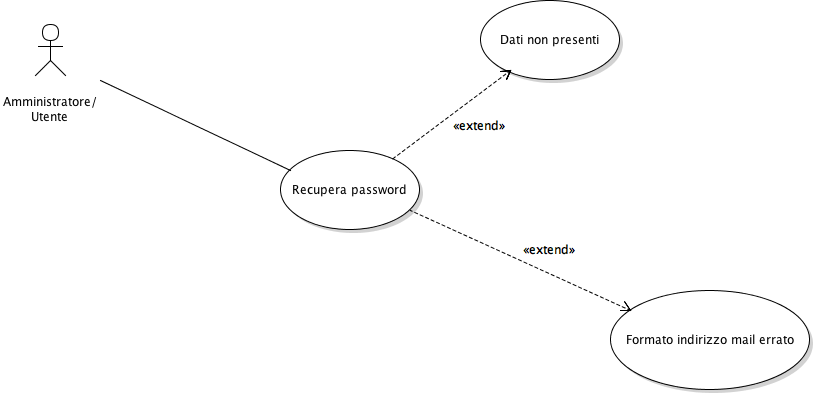 Dati non presenti
Amministratore/
Utente
«extend»
Recupera password
«extend»
Formato indirizzo mail errato